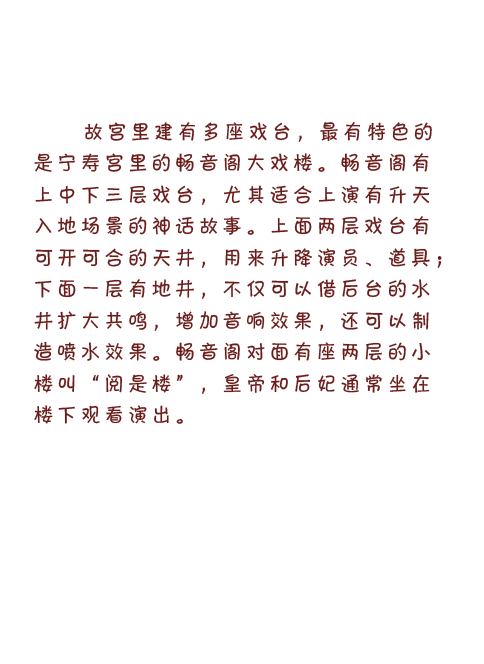 故宫里建有多座戏台，最有特色的
是宁寿宫里的畅音阁大戏楼。畅音阁有
上中下三层戏台，尤其适合上演有升天
入地场景的神话故事。上面两层戏台有
可开可合的天井，用来升降演员、道具；
下面一层有地井，不仅可以借后台的水
井扩大共鸣，增加音响效果，还可以制
造喷水效果。畅音阁对面有座两层的小
楼叫“阅是楼”，皇帝和后妃通常坐在
楼下观看演出。